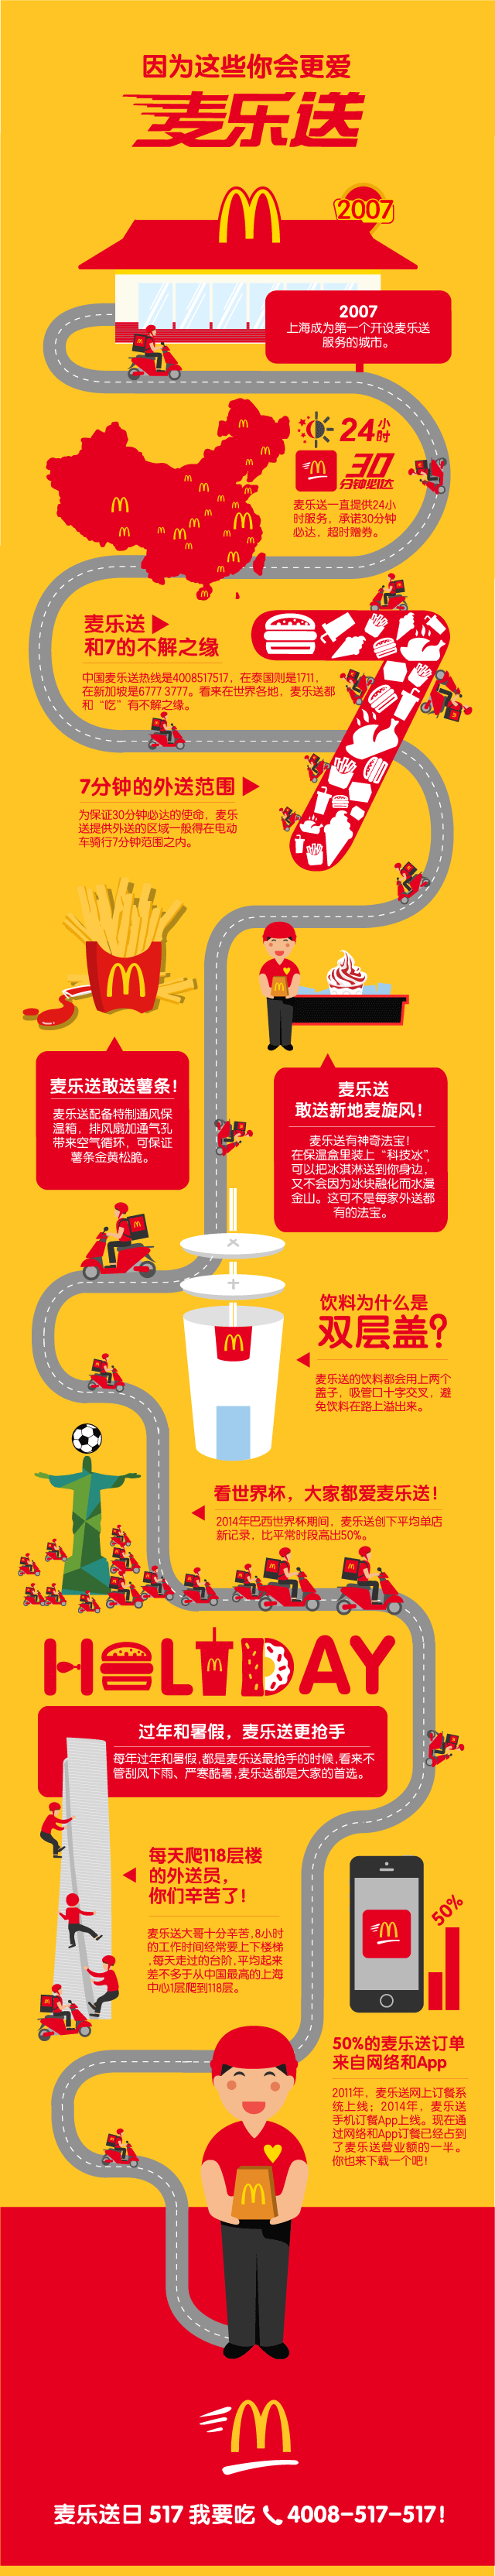 因为这些你会更爱
麦乐送
2007
2007
上海成为第一个开设麦乐送
服务的城市。
24小时
30
分钟必达
麦乐送一直提供24小
时服务，承诺30分钟
必达，超时赠券。
麦乐送
和7的不解之缘
中国麦乐送热线是4008517517，在泰国则是1711，
在新加坡是6777 3777。看来在世界各地，麦乐送都
和“吃”有不解之缘。
7分钟的外送范围
为保证30分钟必达的使命，麦乐
送提供外送的区域一般得在电动
车骑行7分钟范围之内。
麦乐送敢送薯条！
麦乐送配备特制通风保
温箱，排风扇加通气孔
带来空气循环，可保证
薯条金黄松脆。
麦乐送
敢送新地麦旋风！
麦乐送有神奇法宝！
在保温盒里装上“科技冰”，
可以把冰淇淋送到你身边，
又不会因为冰块融化而水漫
金山。这可不是每家外送都
有的法宝。
饮料为什么是
双层盖?
麦乐送的饮料都会用上两个
盖子，吸管口十字交叉，避
免饮料在路上溢出来。
看世界杯，大家都爱麦乐送！
2014年巴西世界杯期间，麦乐送创下平均单店
新记录，比平常时段高出50%。
HOLIDAY
过年和暑假，麦乐送更抢手
每年过年和暑假,都是麦乐送最抢手的时候,看来不
管刮风下雨、严寒酷暑,麦乐送都是大家的首选。
每天爬118层楼
的外送员，
你们辛苦了！
麦乐送大哥十分辛苦,8小时
的工作时间经常要上下楼梯
,每天走过的台阶,平均起来
差不多于从中国最高的上海
中心1层爬到118层。
50%
50%的麦乐送订单
来自网络和App
2011年，麦乐送网上订餐系
统上线；2014年，麦乐送
手机订餐App上线。现在通
过网络和App订餐已经占到
了麦乐送营业额的一半。
你也来下载一个吧！
麦乐送日 517 我要吃 4008-517-517!